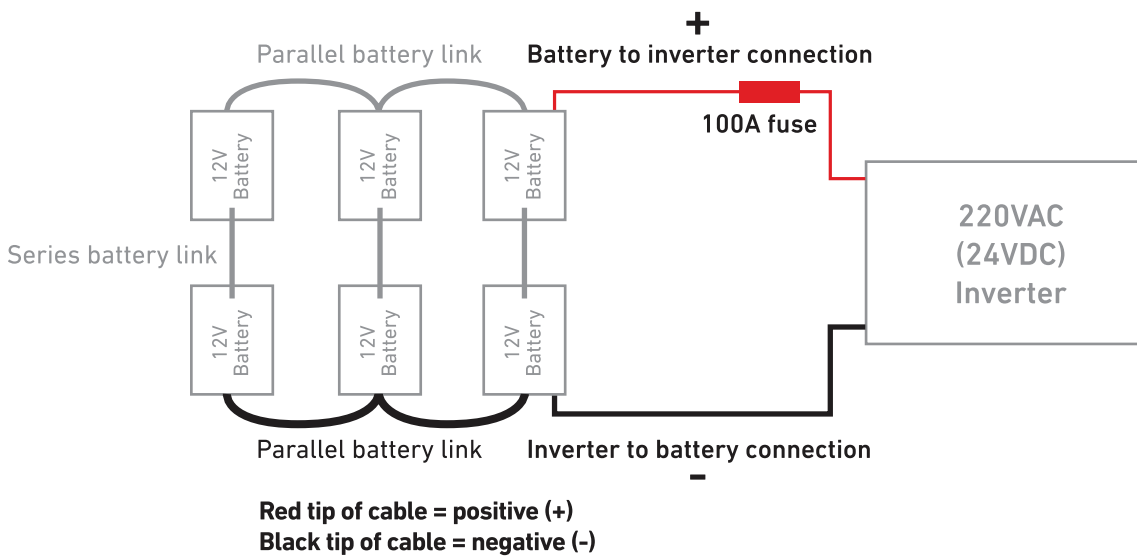 +
Parallel battery link
Battery to inverter connection
100A fuse
12V
Battery
12V
Battery
12V
Battery
220VAC
(24VDC)
Inverter
Series battery link
12V
Battery
12V
Battery
12V
Battery
Parallel battery link
Inverter to battery connection
-
Red tip of cable = positive (+)
Black tip of cable = negative (-)